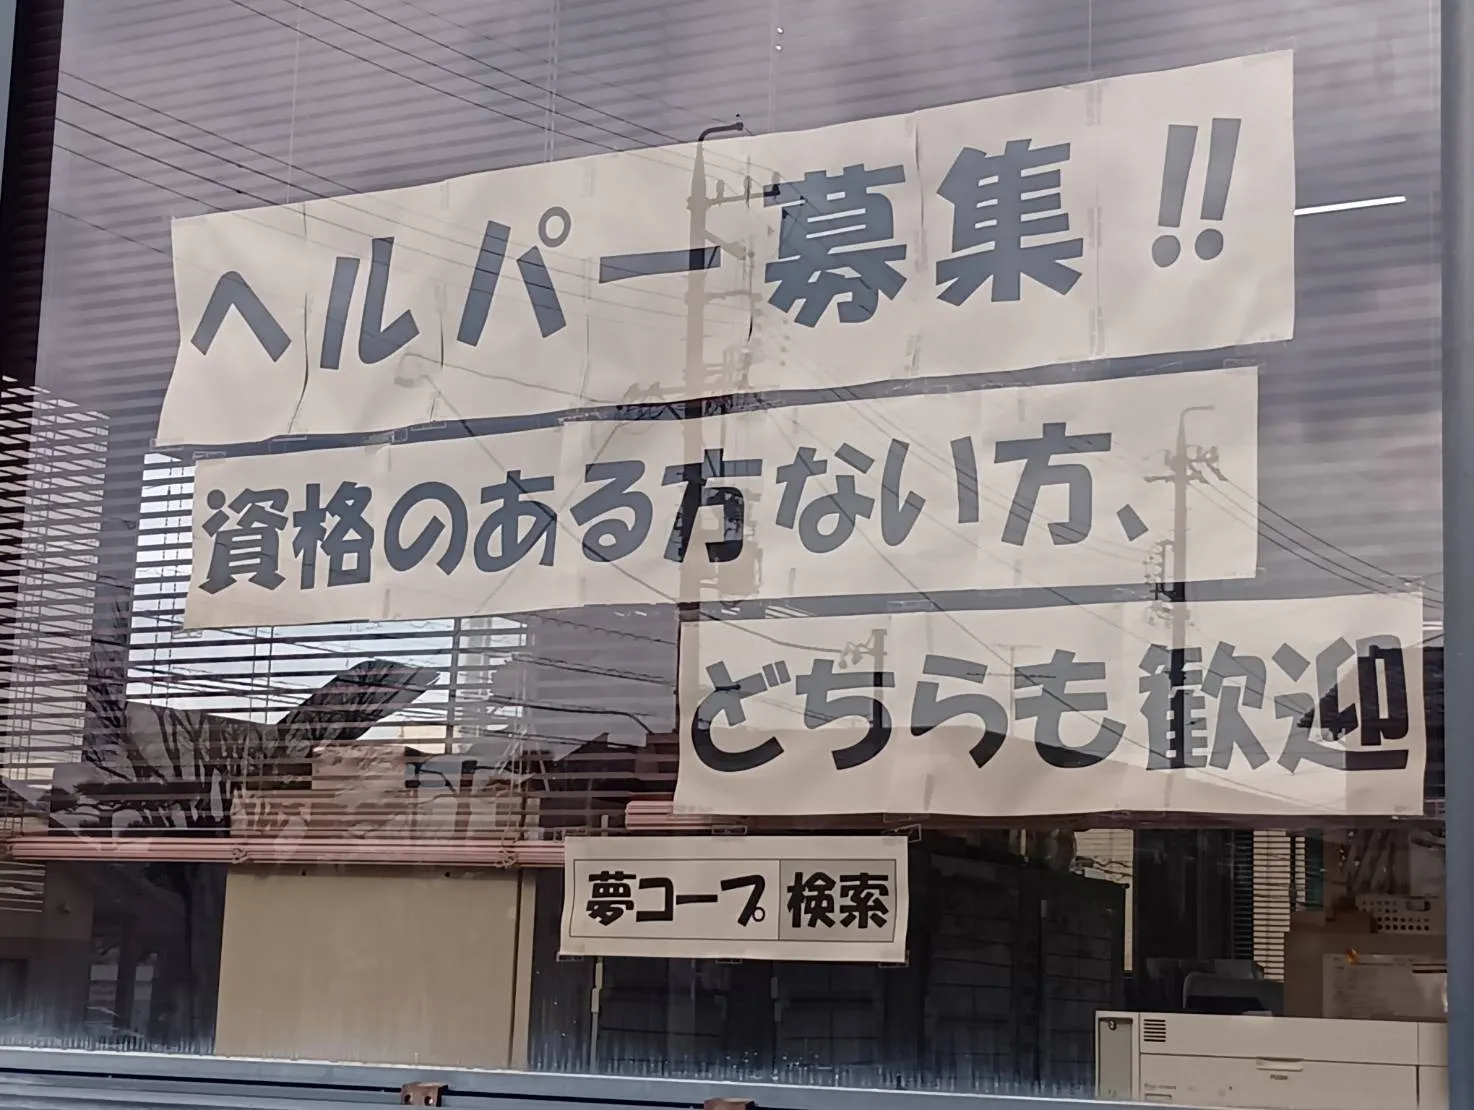 ヘルパー募集!!
資格のある方ない方、
どちらも歓迎
夢コープ 検索